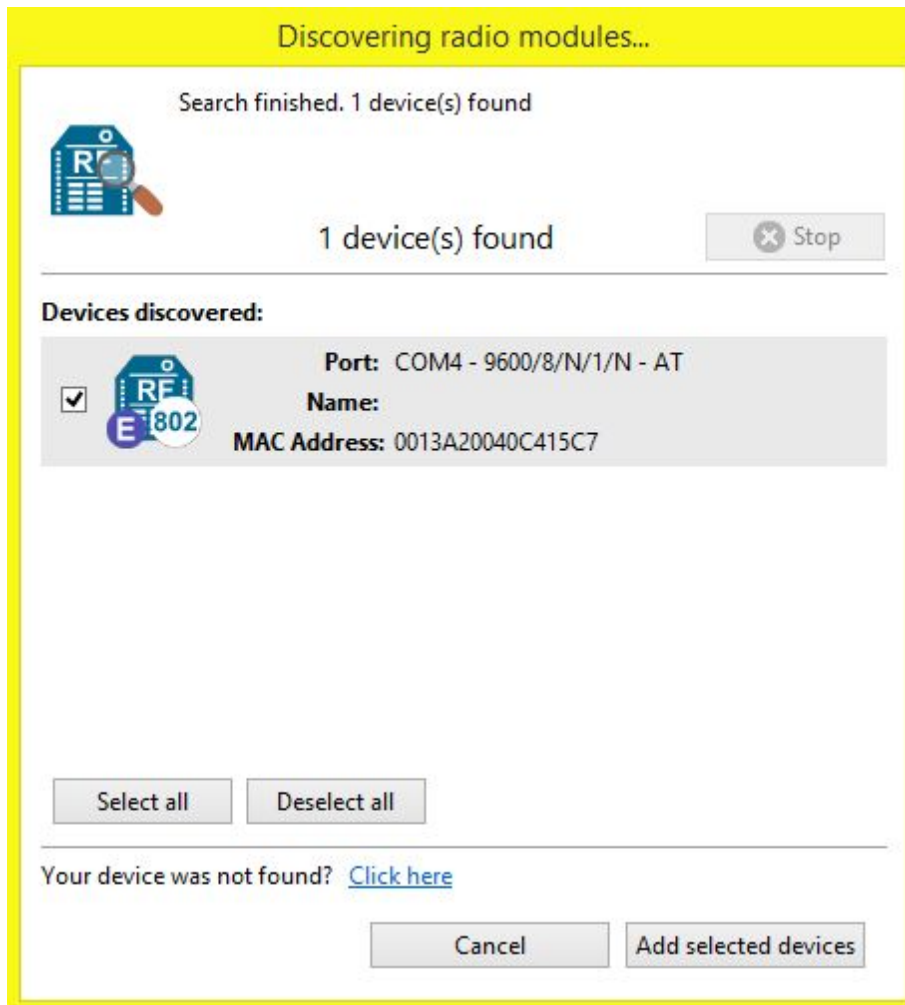 Discovering radio modules...
Search finished. 1 device(s) found
RF
1 device(s) found
Stop
Devices discovered:
Port: COM4 - 9600/8/N/1/N - AT
RF
E 802
Name:
MAC Address: 0013A20040C415C7
Select all Deselect all
Your device was not found? Click here
Cancel Add selected devices